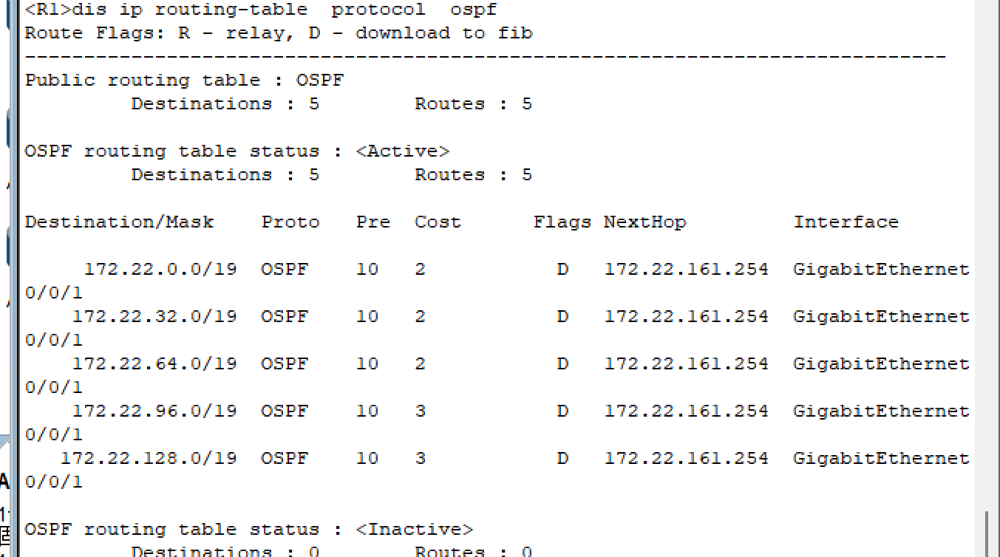 <R1>dis ip routing-table  protocol  ospf
Route Flags: R - relay, D - download to fib
------------------------------------------------------------------------------
Public routing table : OSPF
         Destinations : 5        Routes : 5
OSPF routing table status : <Active>
         Destinations : 5        Routes : 5
Destination/Mask    Proto   Pre  Cost      Flags NextHop         Interface
     172.22.0.0/19  OSPF    10   2           D   172.22.161.254  GigabitEthernet
0/0/1
    172.22.32.0/19  OSPF    10   2           D   172.22.161.254  GigabitEthernet
0/0/1
    172.22.64.0/19  OSPF    10   2           D   172.22.161.254  GigabitEthernet
0/0/1
    172.22.96.0/19  OSPF    10   3           D   172.22.161.254  GigabitEthernet
0/0/1
   172.22.128.0/19  OSPF    10   3           D   172.22.161.254  GigabitEthernet
0/0/1
OSPF routing table status : <Inactive>
         Destinations : 0        Routes : 0